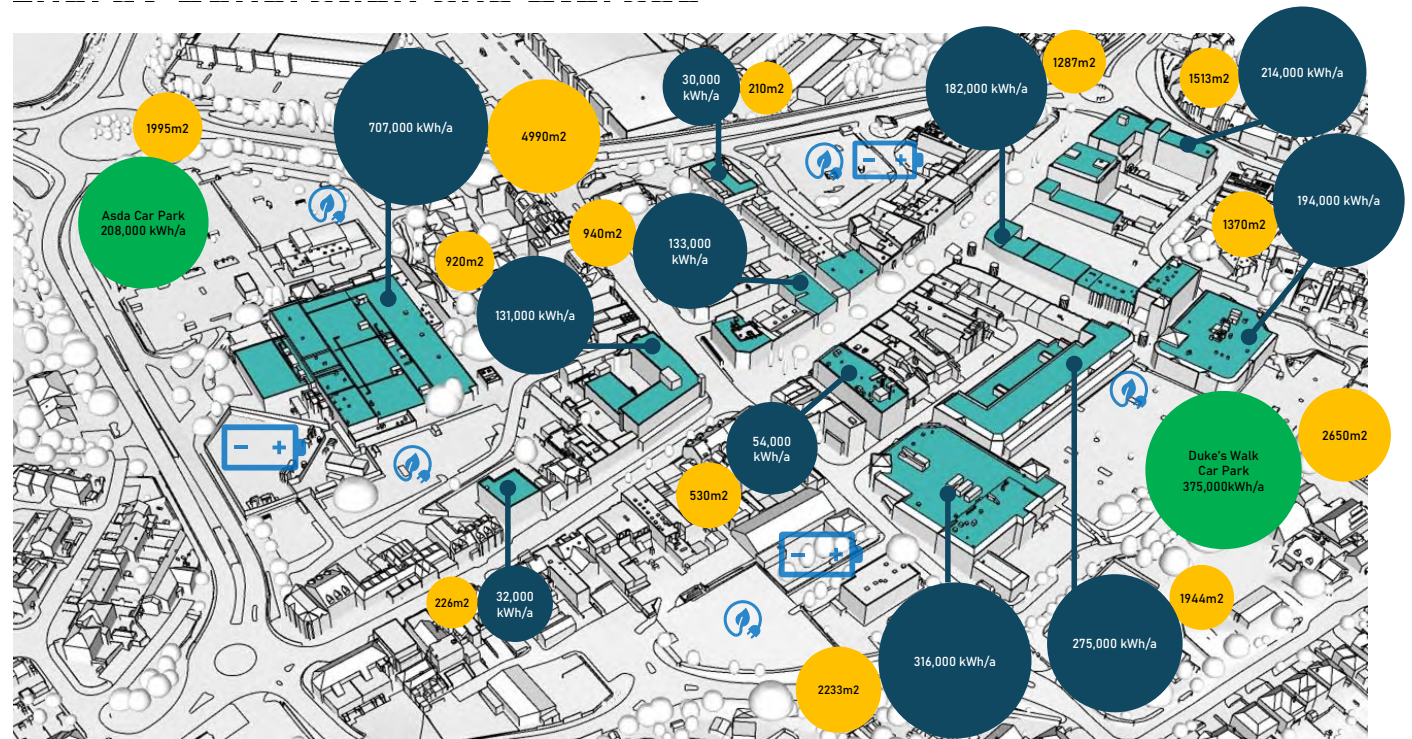 1287m2
30,000
kWh/a
210m2
182,000 kWh/a
1513m2
214,000 kWh/a
1995m2
707,000 kWh/a
4990m2
Asda Car Park
208,000 kWh/a
194,000 kWh/a
940m2
133,000
kWh/a
1370m2
920m2
131,000 kWh/a
54,000
kWh/a
2650m2
Duke's Walk
Car Park
375,000kWh/a
530m2
226m2
32,000
kWh/a
1944m2
275,000 kWh/a
316,000 kWh/a
2233m2